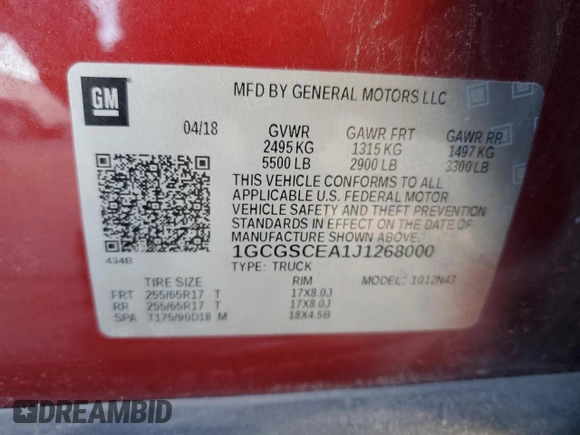 GM
MFD BY GENERAL MOTORS LLC
04/18 GVWR GAWR FRT GAWR RR
2495 KG 1315 KG 1497 KG
5500 LB 2900 LB 3300 LB
THIS VEHICLE CONFORMS TO ALL
APPLICABLE U.S. FEDERAL MOTOR
VEHICLE SAFETY AND THEFT PREVENTION
STANDARDS IN EFFECT ON THE DATE OF
MANUFACTURE SHOWN ABOVE.
434B
1GCGSCEA1J1268000
TYPE: TRUCK MODEL: 1012N43
TIRE SIZE RIM
FRT 255/65R17 T 17X8.0J
RR 255/65R17 T 17X8.0J
SPA T175/90D18 M 18X4.5B
DREAMBID